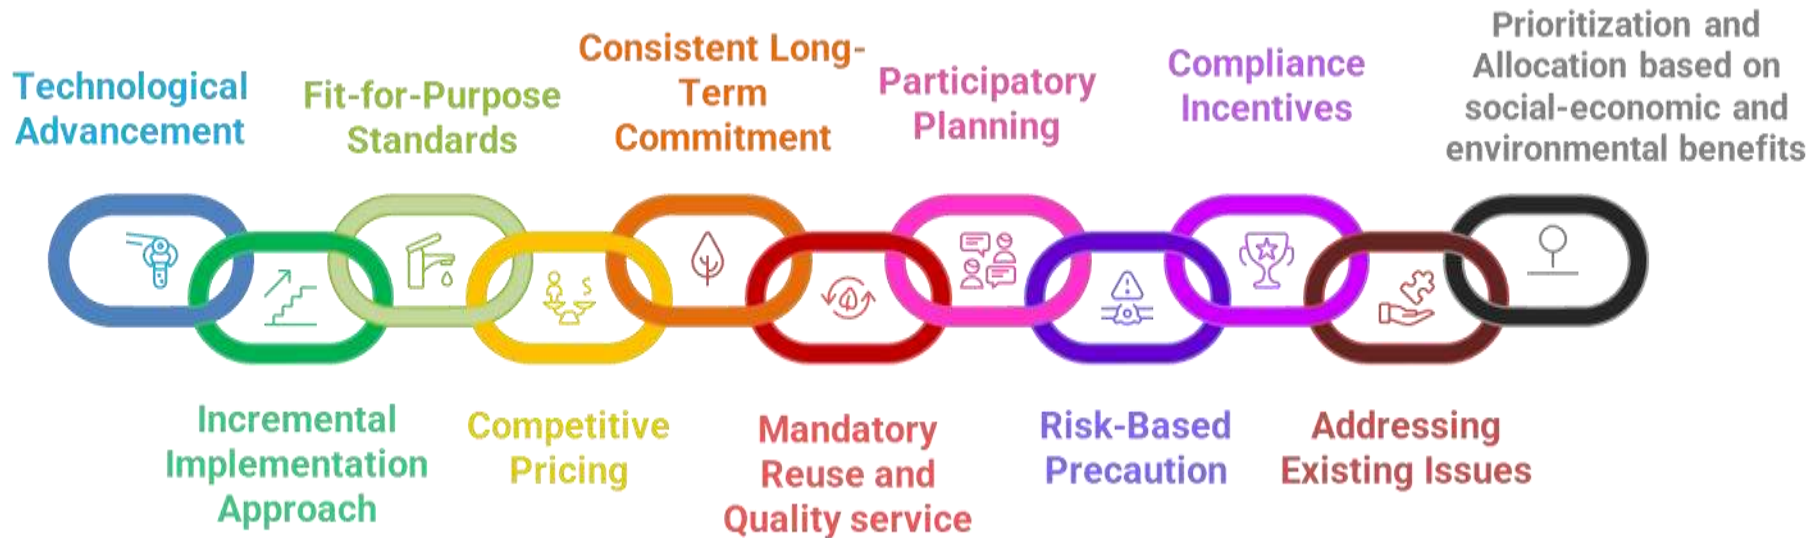 Technological
Advancement
Incremental
Implementation
Approach
Fit-for-Purpose
Standards
Competitive
Pricing
Consistent Long-
Term
Commitment
Mandatory
Reuse and
Quality service
Participatory
Planning
Risk-Based
Precaution
Compliance
Incentives
Addressing
Existing Issues
Prioritization and
Allocation based on
social-economic and
environmental benefits